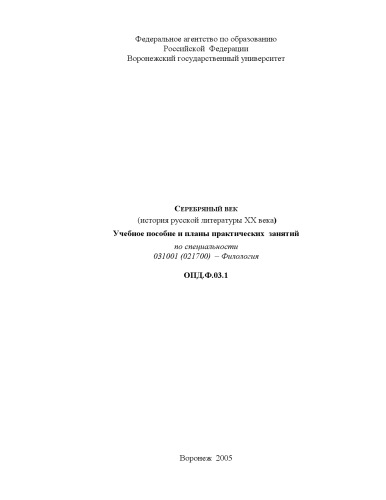 Федеральное агентство по образованию
Российской Федерации
Воронежский государственный университет
СЕРЕБРЯНЫЙ ВЕК
(история русской литературы XX века)
Учебное пособие и планы практических занятий
по специальности
031001 (021700) – Филология
ОПД.Ф.03.1
Воронеж 2005